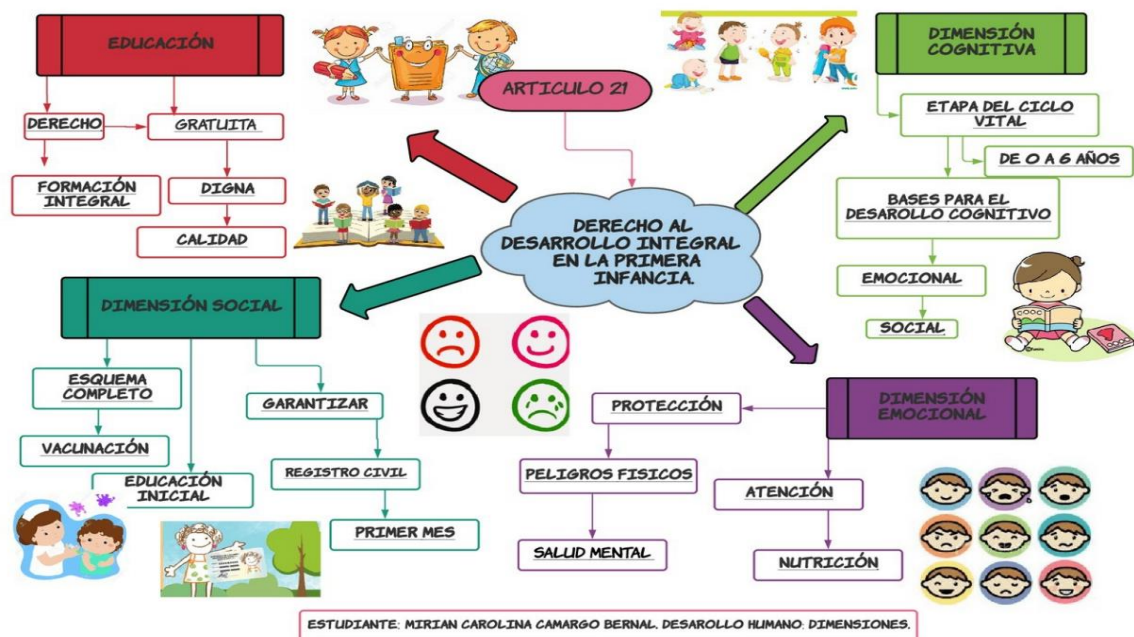 EDUCACIÓN
DERECHO
GRATUITA
FORMACIÓN
INTEGRAL
DIGNA
CALIDAD
ARTICULO 21
DERECHO AL
DESARROLLO INTEGRAL
EN LA PRIMERA
INFANCIA.
DIMENSIÓN
COGNITIVA
ETAPA DEL CICLO
VITAL
DE 0 A 6 AÑOS
BASES PARA EL
DESARROLLO COGNITIVO
EMOCIONAL
SOCIAL
DIMENSIÓN SOCIAL
ESQUEMA
COMPLETO
VACUNACIÓN
EDUCACIÓN
INICIAL
GARANTIZAR
REGISTRO CIVIL
PRIMER MES
DIMENSIÓN
EMOCIONAL
PROTECCIÓN
PELIGROS FISICOS
SALUD MENTAL
ATENCIÓN
NUTRICIÓN
ESTUDIANTE: MIRIAN CAROLINA CAMARGO BERNAL. DESAROLLO HUMANO: DIMENSIONES.